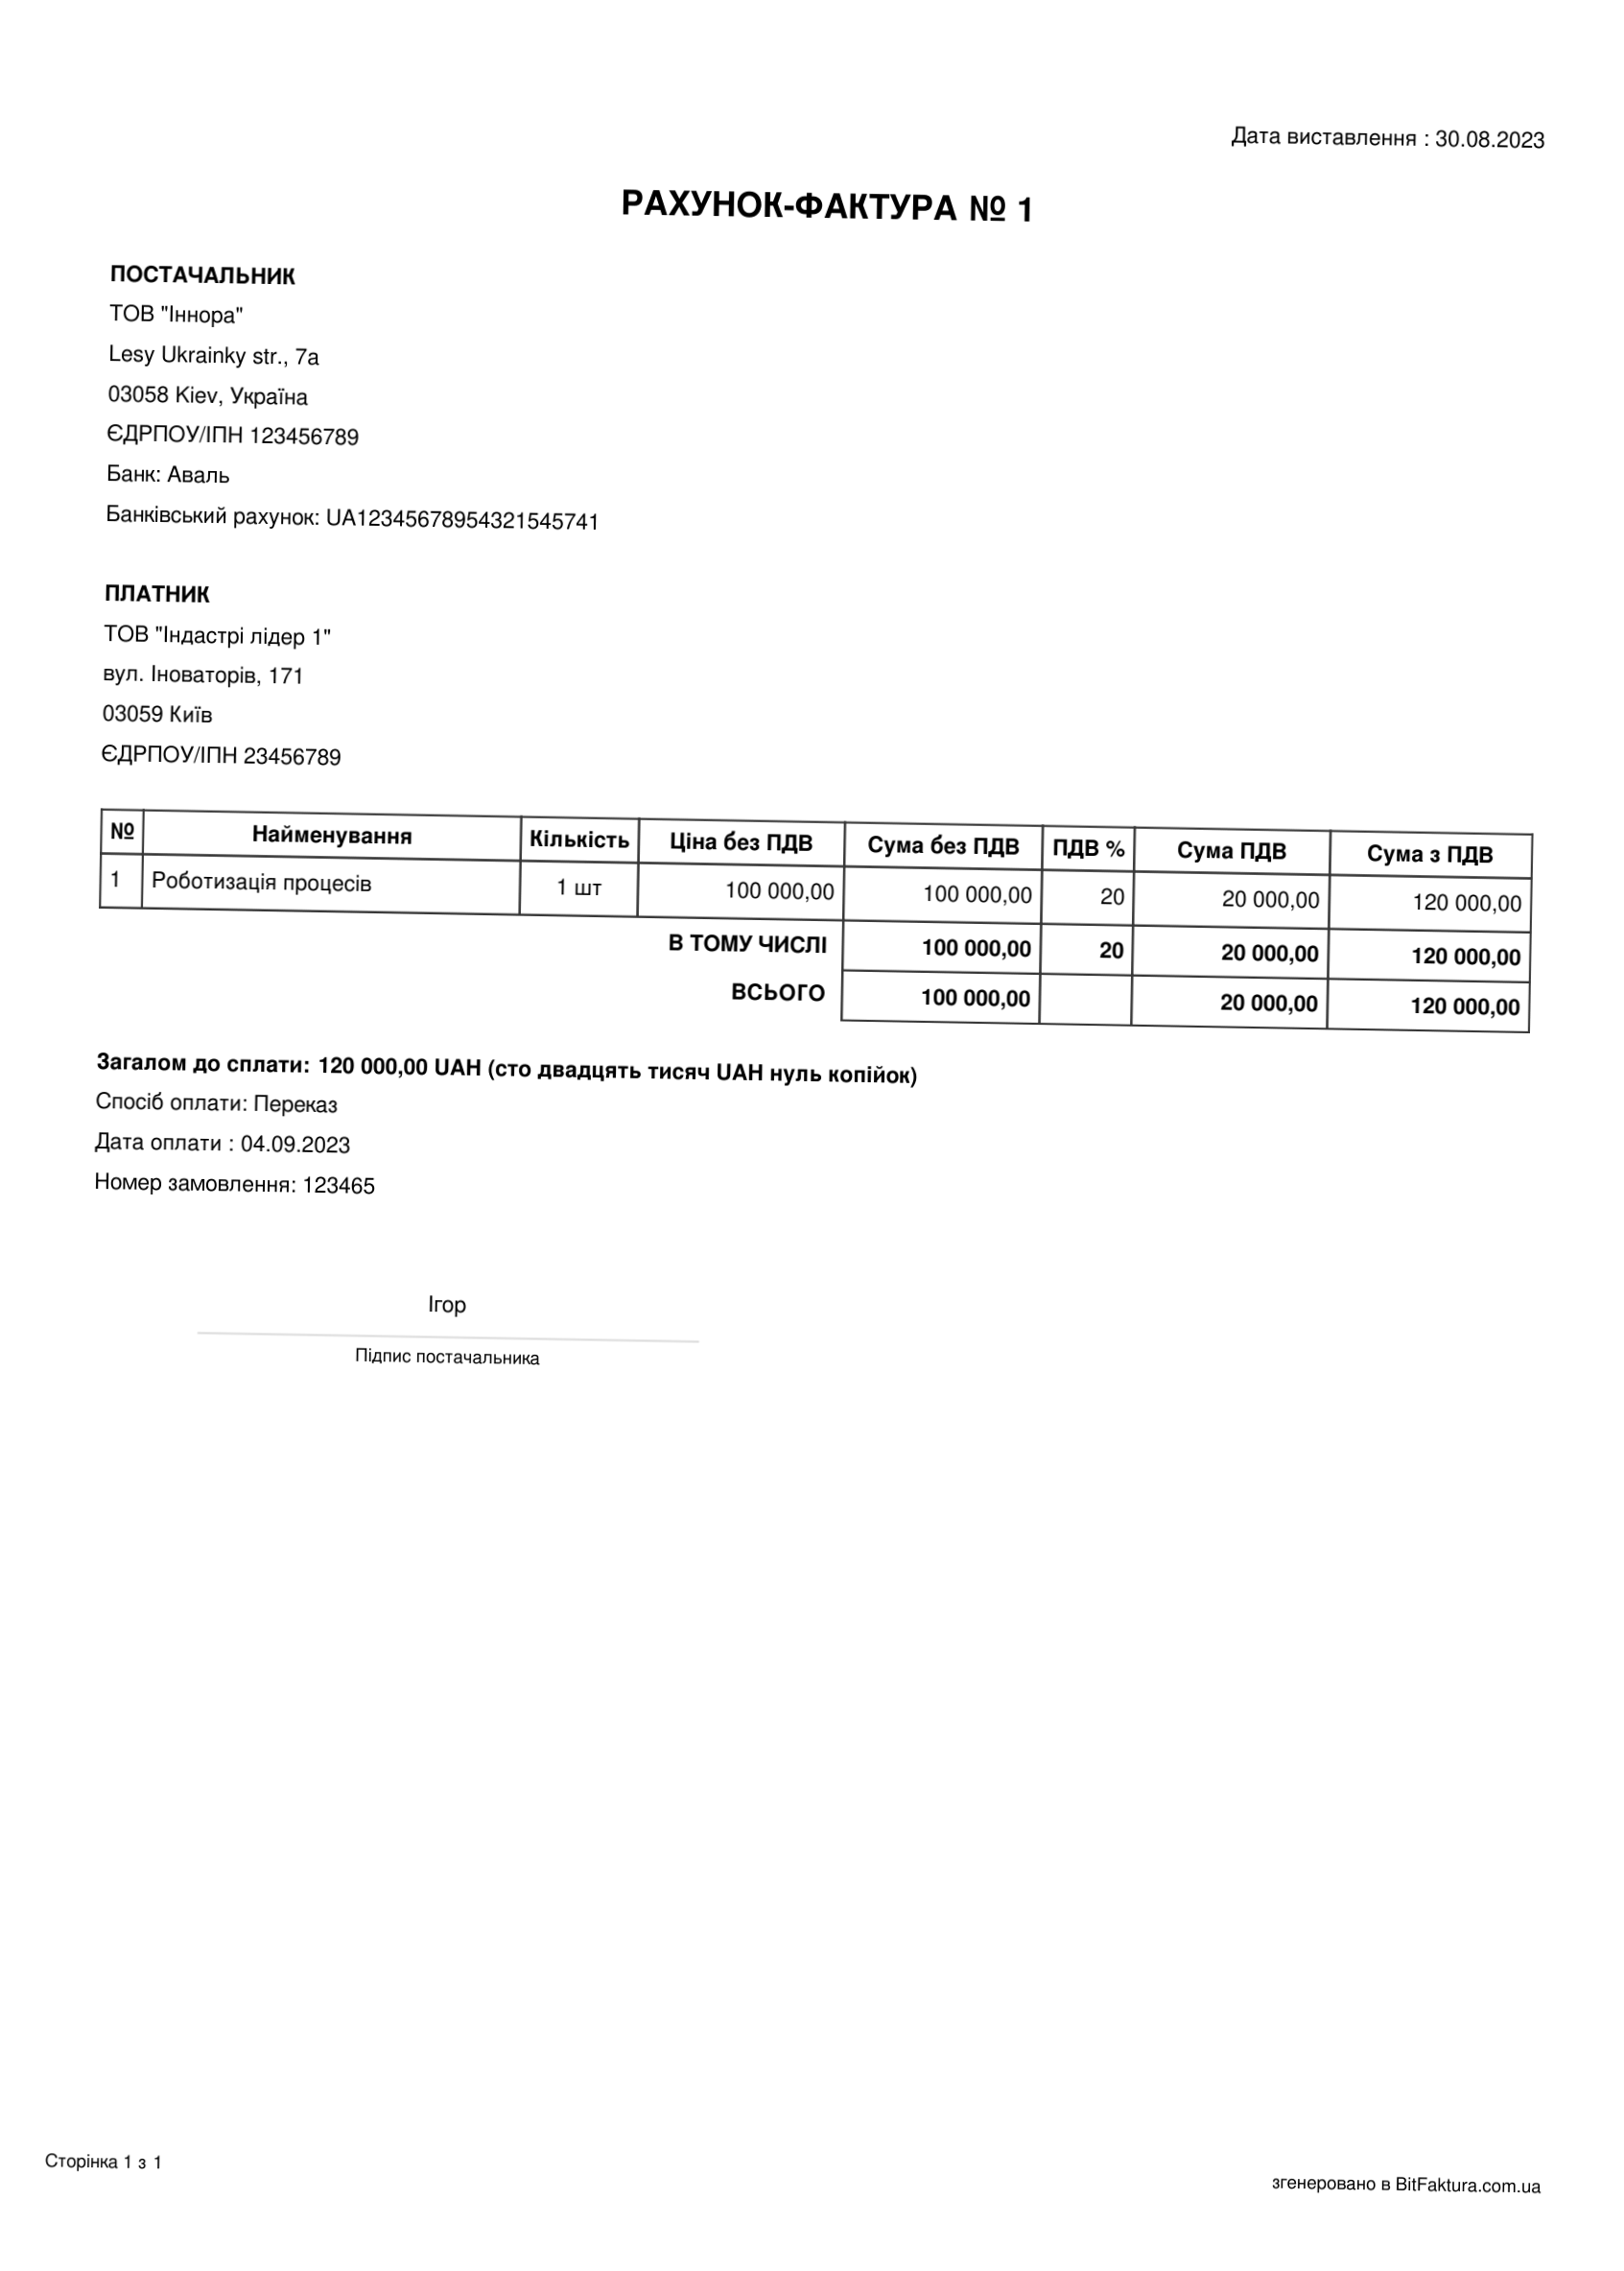 Дата виставлення : 30.08.2023
РАХУНОК-ФАКТУРА № 1
ПОСТАЧАЛЬНИК
ТОВ "Іннора"
Lesy Ukrainky str., 7a
03058 Kiev, Україна
ЄДРПОУ/ІПН 123456789
Банк: Аваль
Банківський рахунок: UA12345678954321545741
ПЛАТНИК
ТОВ "Індастрі лідер 1"
вул. Іноваторів, 171
03059 Київ
ЄДРПОУ/ІПН 23456789
№ Найменування Кількість Ціна без ПДВ Сума без ПДВ ПДВ % Сума ПДВ Сума з ПДВ
1 Роботизація процесів 1 шт 100 000,00 100 000,00 20 20 000,00 120 000,00
В ТОМУ ЧИСЛІ 100 000,00 20 20 000,00 120 000,00
ВСЬОГО 100 000,00 20 000,00 120 000,00
Загалом до сплати: 120 000,00 UAH (сто двадцять тисяч UAH нуль копійок)
Спосіб оплати: Переказ
Дата оплати : 04.09.2023
Номер замовлення: 123465
Ігор
Підпис постачальника
Сторінка 1 з 1
згенеровано в BitFaktura.com.ua